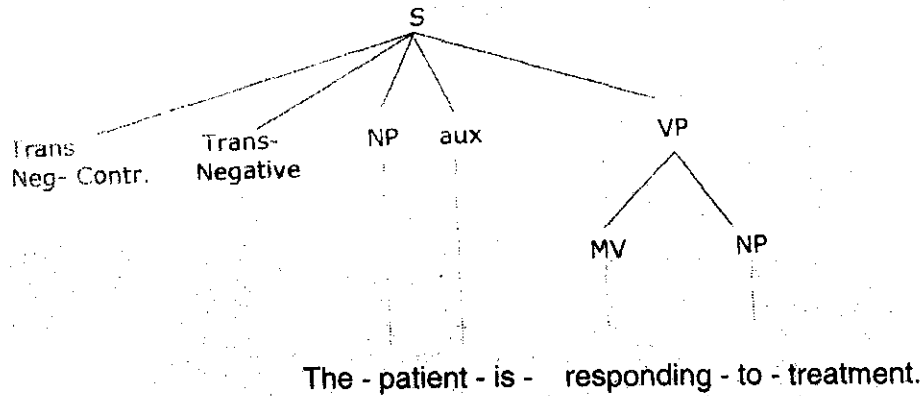 S
Trans Trans- NP aux VP
Neg- Contr. Negative
MV NP
The - patient - is - responding - to - treatment.